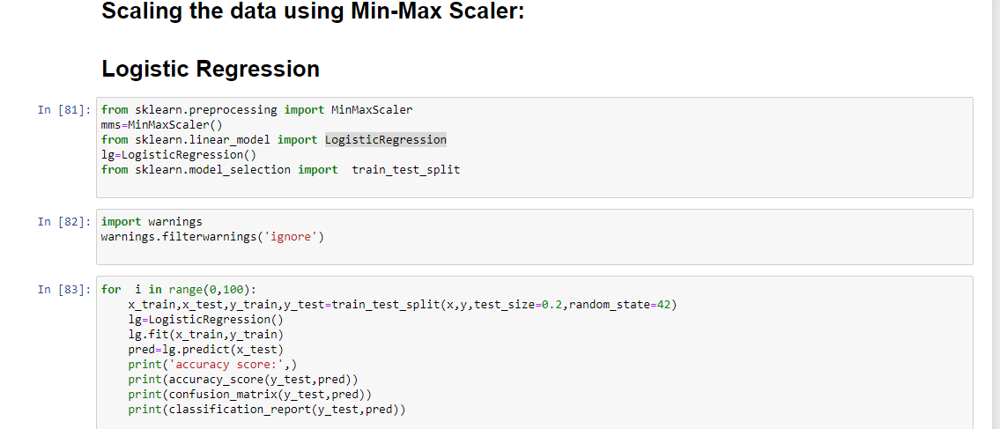 Scaling the data using Min-Max Scaler:
Logistic Regression
In [81]: from sklearn.preprocessing import MinMaxScaler
mms=MinMaxScaler()
from sklearn.linear_model import LogisticRegression
lg=LogisticRegression()
from sklearn.model_selection import  train_test_split
In [82]: import warnings
warnings.filterwarnings('ignore')
In [83]: for  i in range(0,100):
    x_train,x_test,y_train,y_test=train_test_split(x,y,test_size=0.2,random_state=42)
    lg=LogisticRegression()
    lg.fit(x_train,y_train)
    pred=lg.predict(x_test)
    print('accuracy score:',)
    print(accuracy_score(y_test,pred))
    print(confusion_matrix(y_test,pred))
    print(classification_report(y_test,pred))